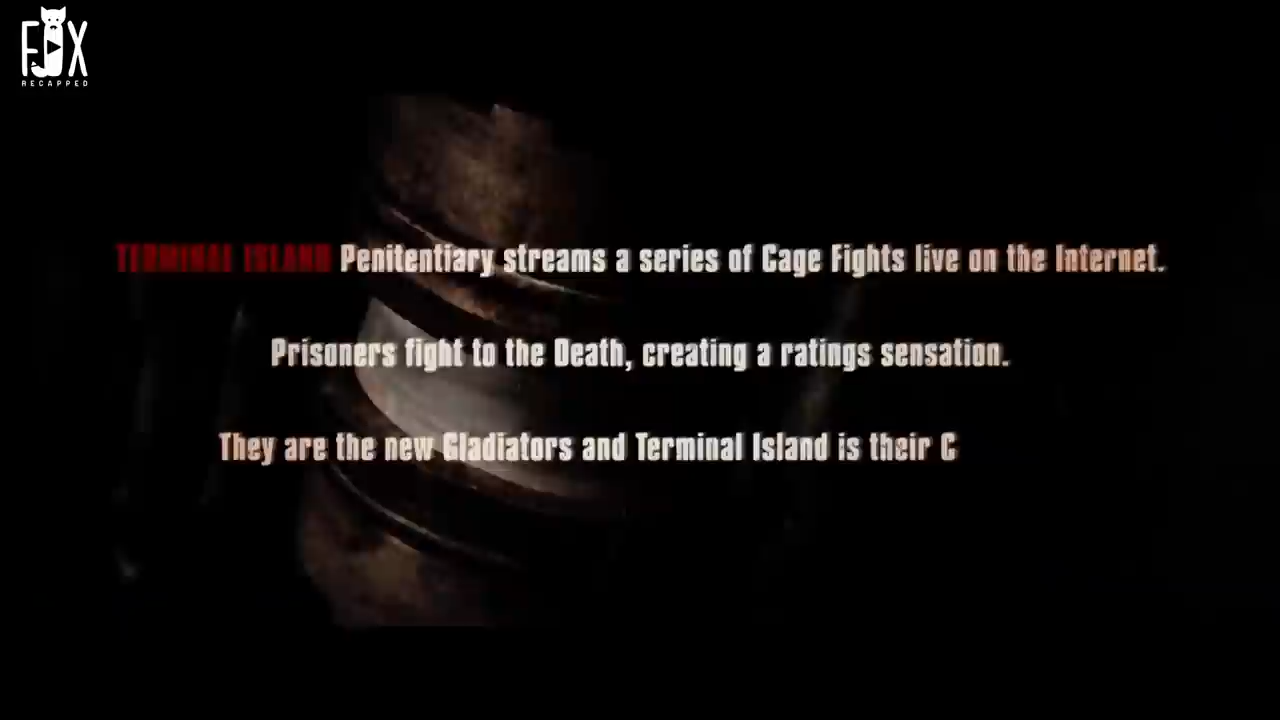 FOX
RECAPPED
TERMINAL ISLAND Penitentiary streams a series of Cage Fights live on the Internet.
Prisoners fight to the Death, creating a ratings sensation.
They are the new Gladiators and Terminal Island is their C